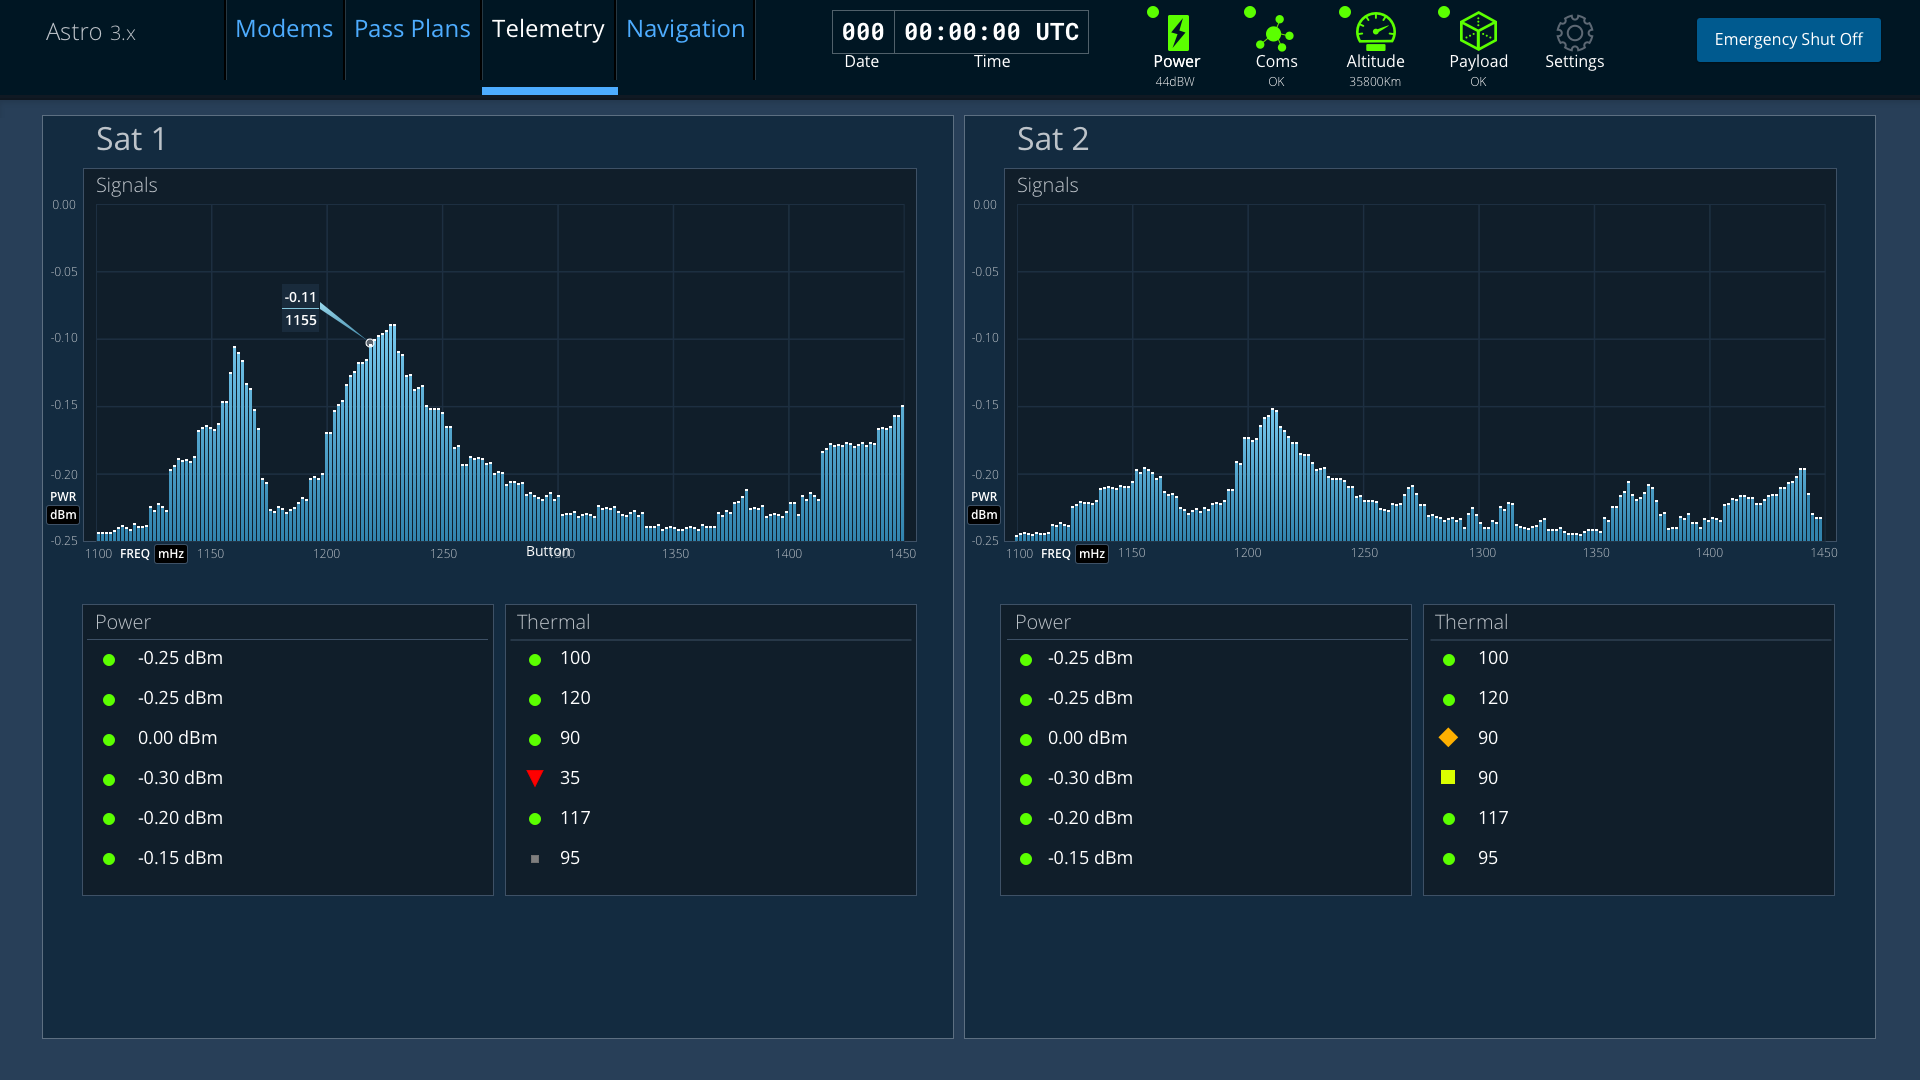 Astro 3.x
Modems
Pass Plans
Telemetry
Navigation
000 00:00:00 UTC
Date Time
Power
44dBW
Coms
OK
Altitude
35800Km
Payload
OK
Settings
Emergency Shut Off
Sat 1
Signals
0.00
-0.05
-0.10
-0.15
-0.20
PWR
dBm
-0.25
-0.11
1155
1100 FREQ mHz 1150 1200 1250 1300 1350 1400 1450
Button
Power
-0.25 dBm
-0.25 dBm
0.00 dBm
-0.30 dBm
-0.20 dBm
-0.15 dBm
Thermal
100
120
90
35
117
95
Sat 2
Signals
0.00
-0.05
-0.10
-0.15
-0.20
PWR
dBm
-0.25
1100 FREQ mHz 1150 1200 1250 1300 1350 1400 1450
Power
-0.25 dBm
-0.25 dBm
0.00 dBm
-0.30 dBm
-0.20 dBm
-0.15 dBm
Thermal
100
120
90
90
117
95